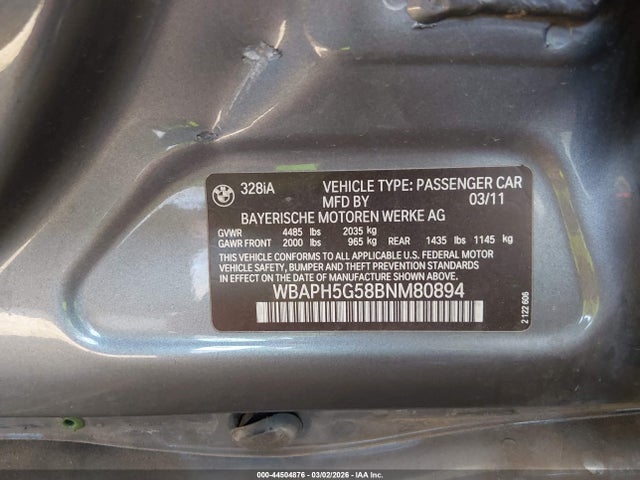 328iA VEHICLE TYPE: PASSENGER CAR
MFD BY 03/11
BAYERISCHE MOTOREN WERKE AG
GVWR 4485 lbs 2035 kg
GAWR FRONT 2000 lbs 965 kg REAR 1435 lbs 1145 kg
THIS VEHICLE CONFORMS TO ALL APPLICABLE U.S. FEDERAL MOTOR
VEHICLE SAFETY, BUMPER, AND THEFT PREVENTION STANDARDS
IN EFFECT ON THE DATE OF MANUFACTURE SHOWN ABOVE.
WBAPH5G58BNM80894
2 122 606
000-44504876 - 03/02/2026 - IAA Inc.